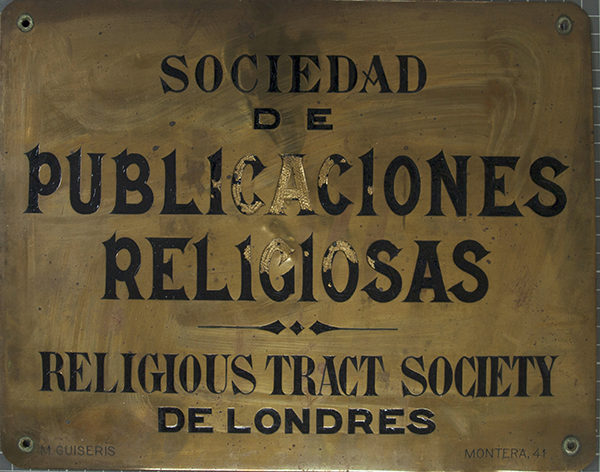 SOCIEDAD
DE
PUBLICACIONES
RELIGIOSAS
RELIGIOUS TRACT SOCIETY
DE LONDRES
M. GUISERIS MONTERA, 41